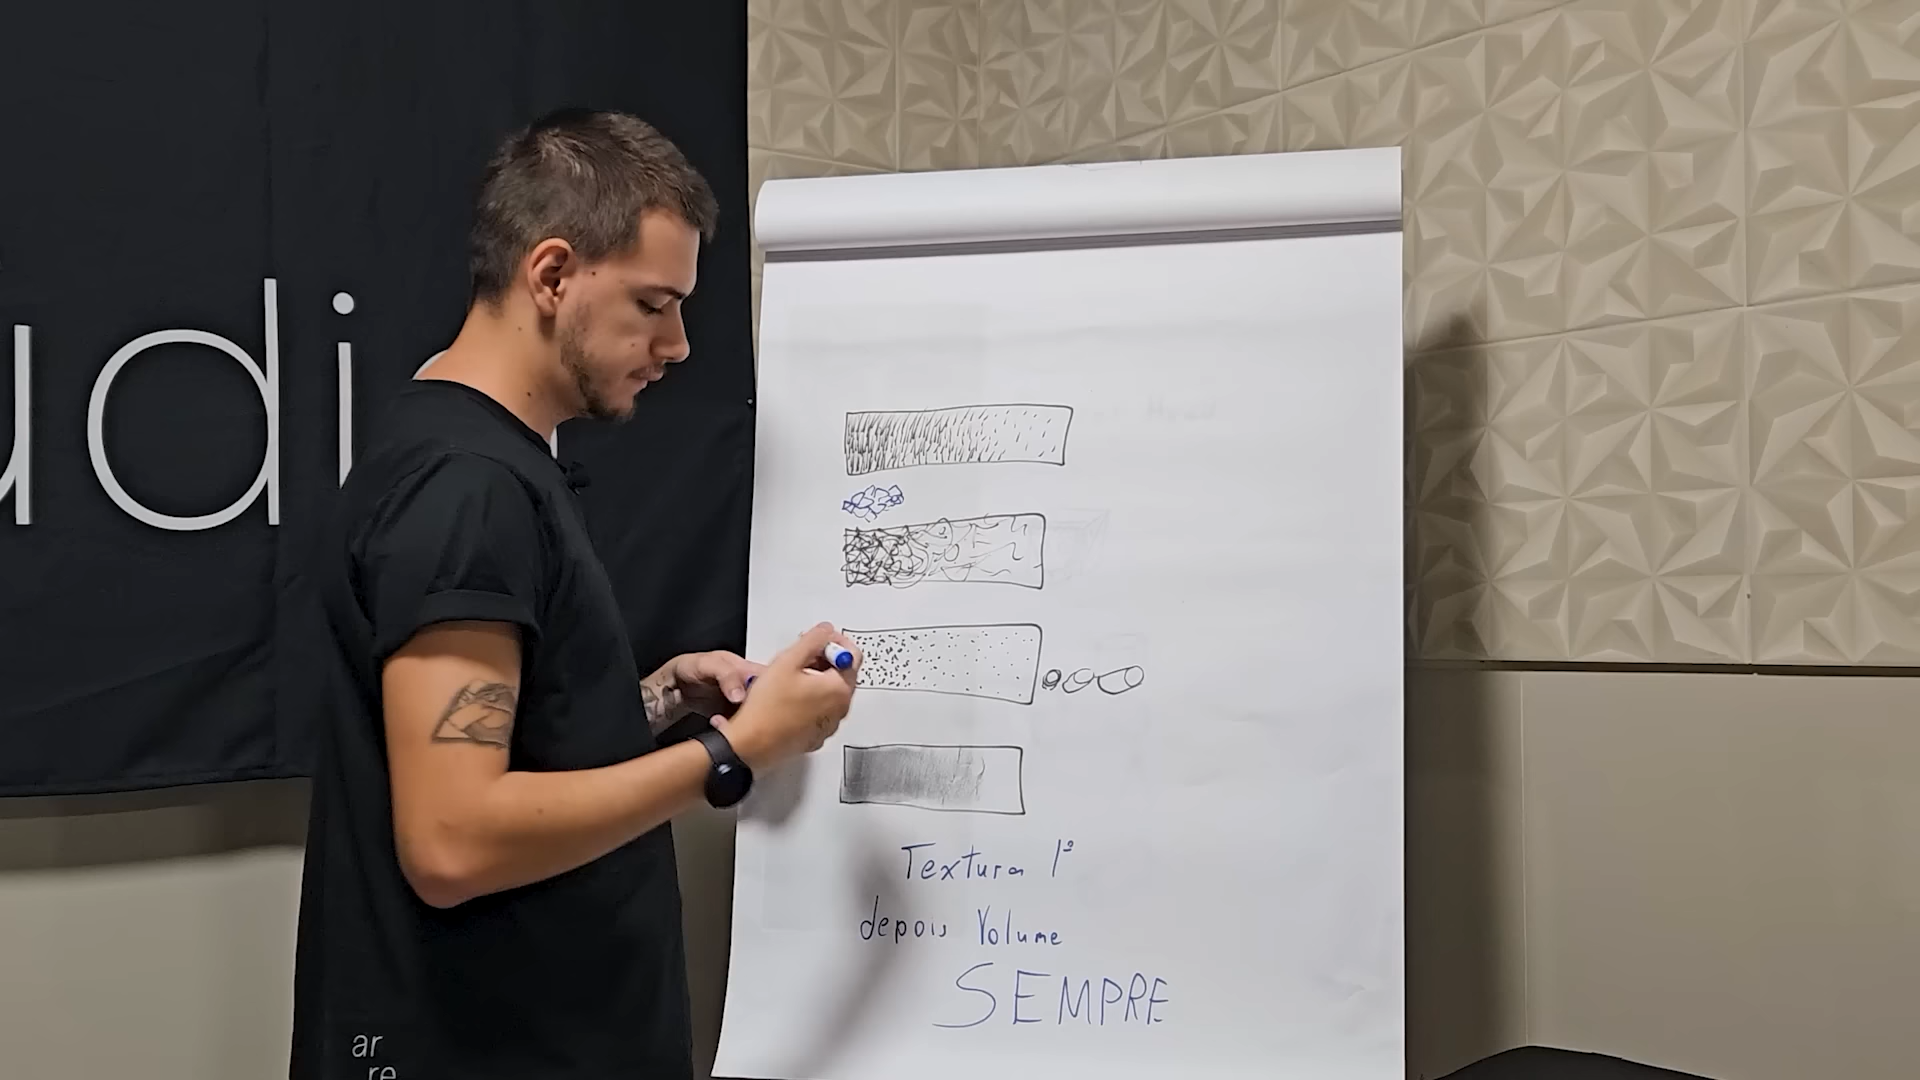 udi
Textura 1º
depois Volume
SEMPRE
ar
re